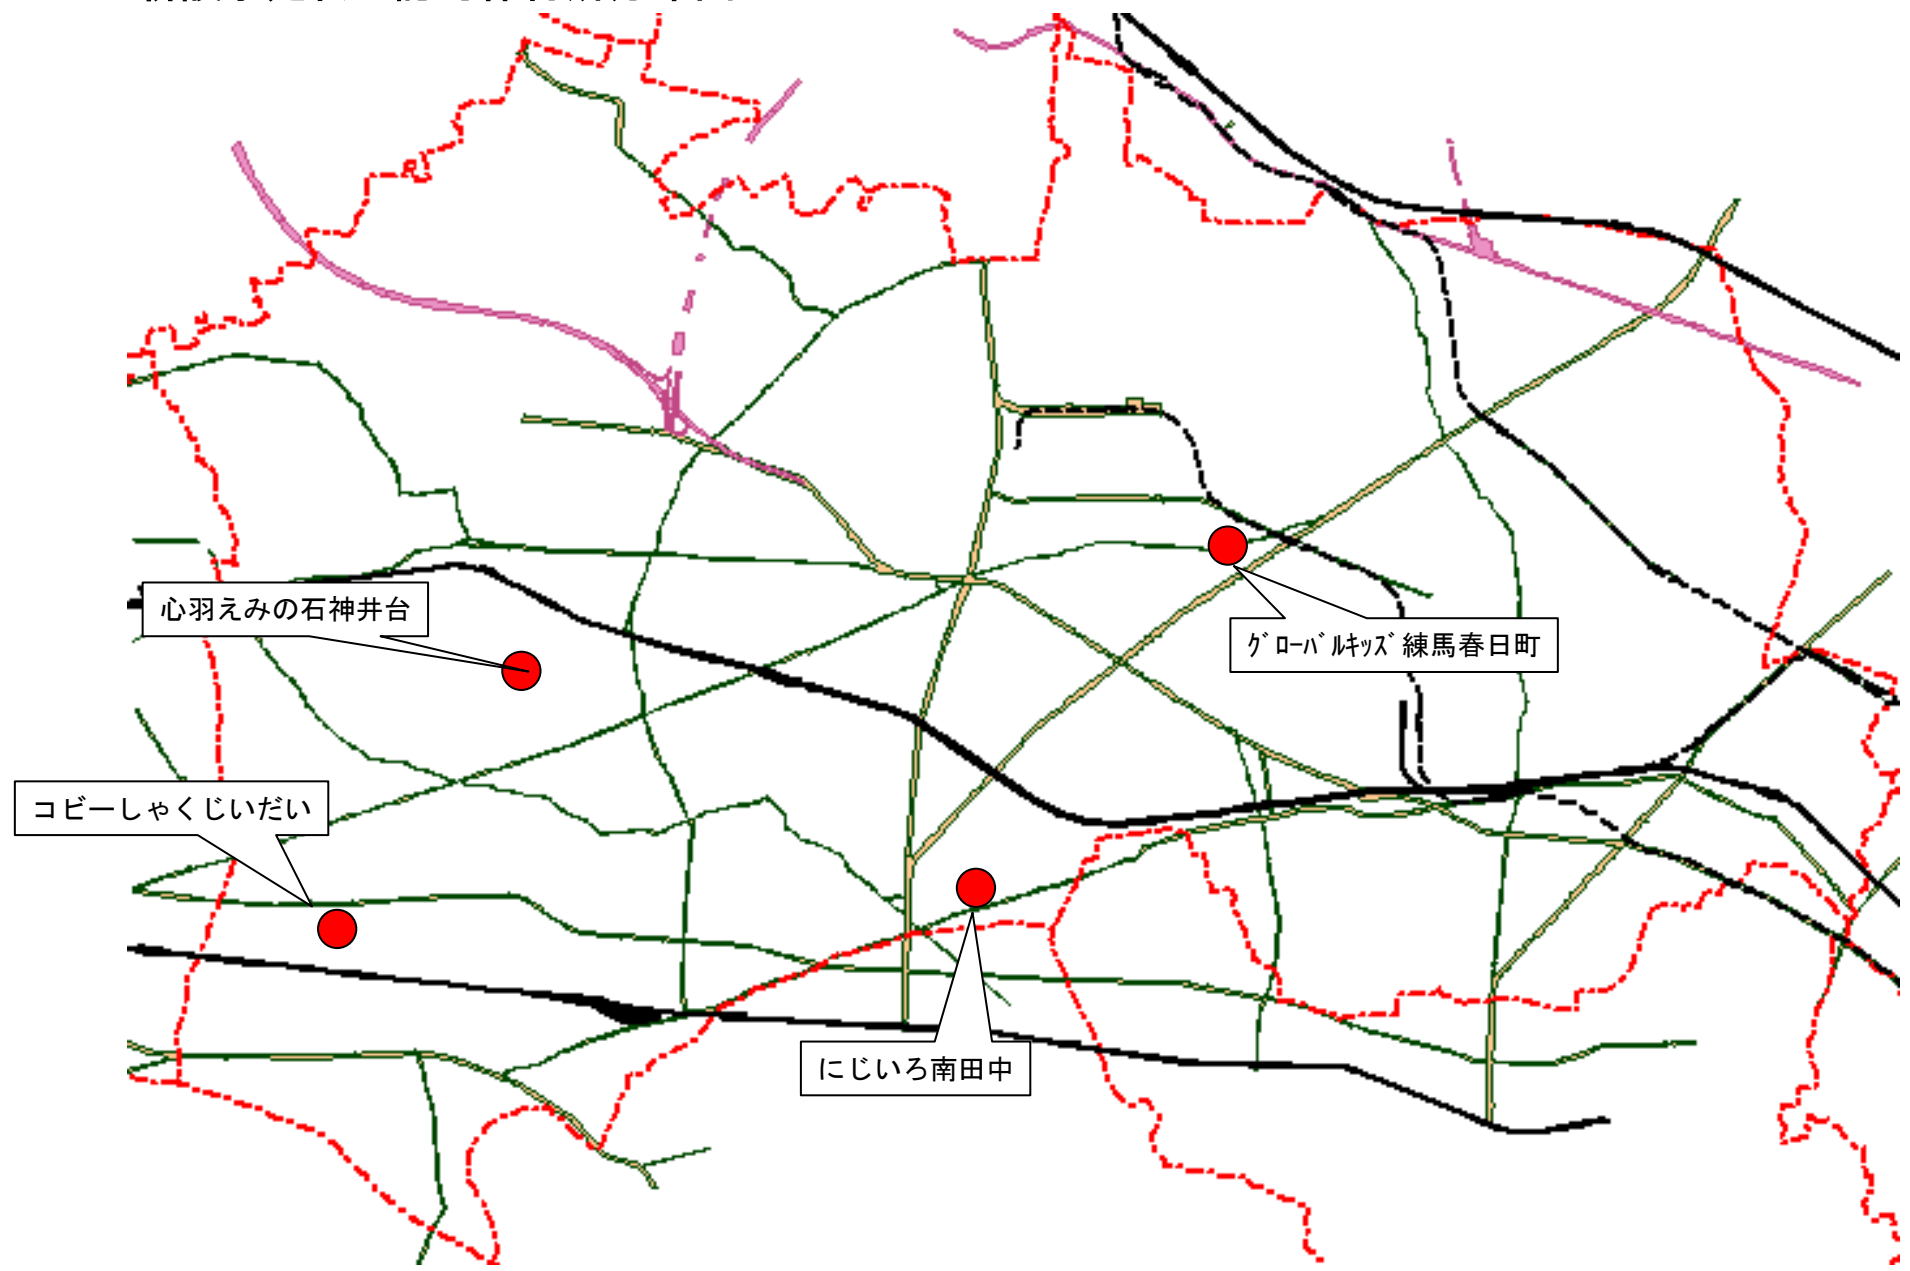 心羽えみの石神井台
ｸﾞﾛｰﾊﾞﾙｷｯｽﾞ練馬春日町
コビーしゃくじいだい
にじいろ南田中